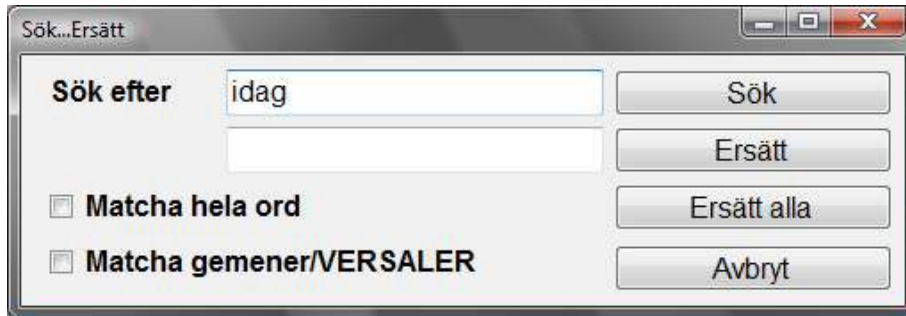 Sök...Ersätt
Sök efter idag Sök
Ersätt
Matcha hela ord Ersätt alla
Matcha gemener/VERSALER Avbryt